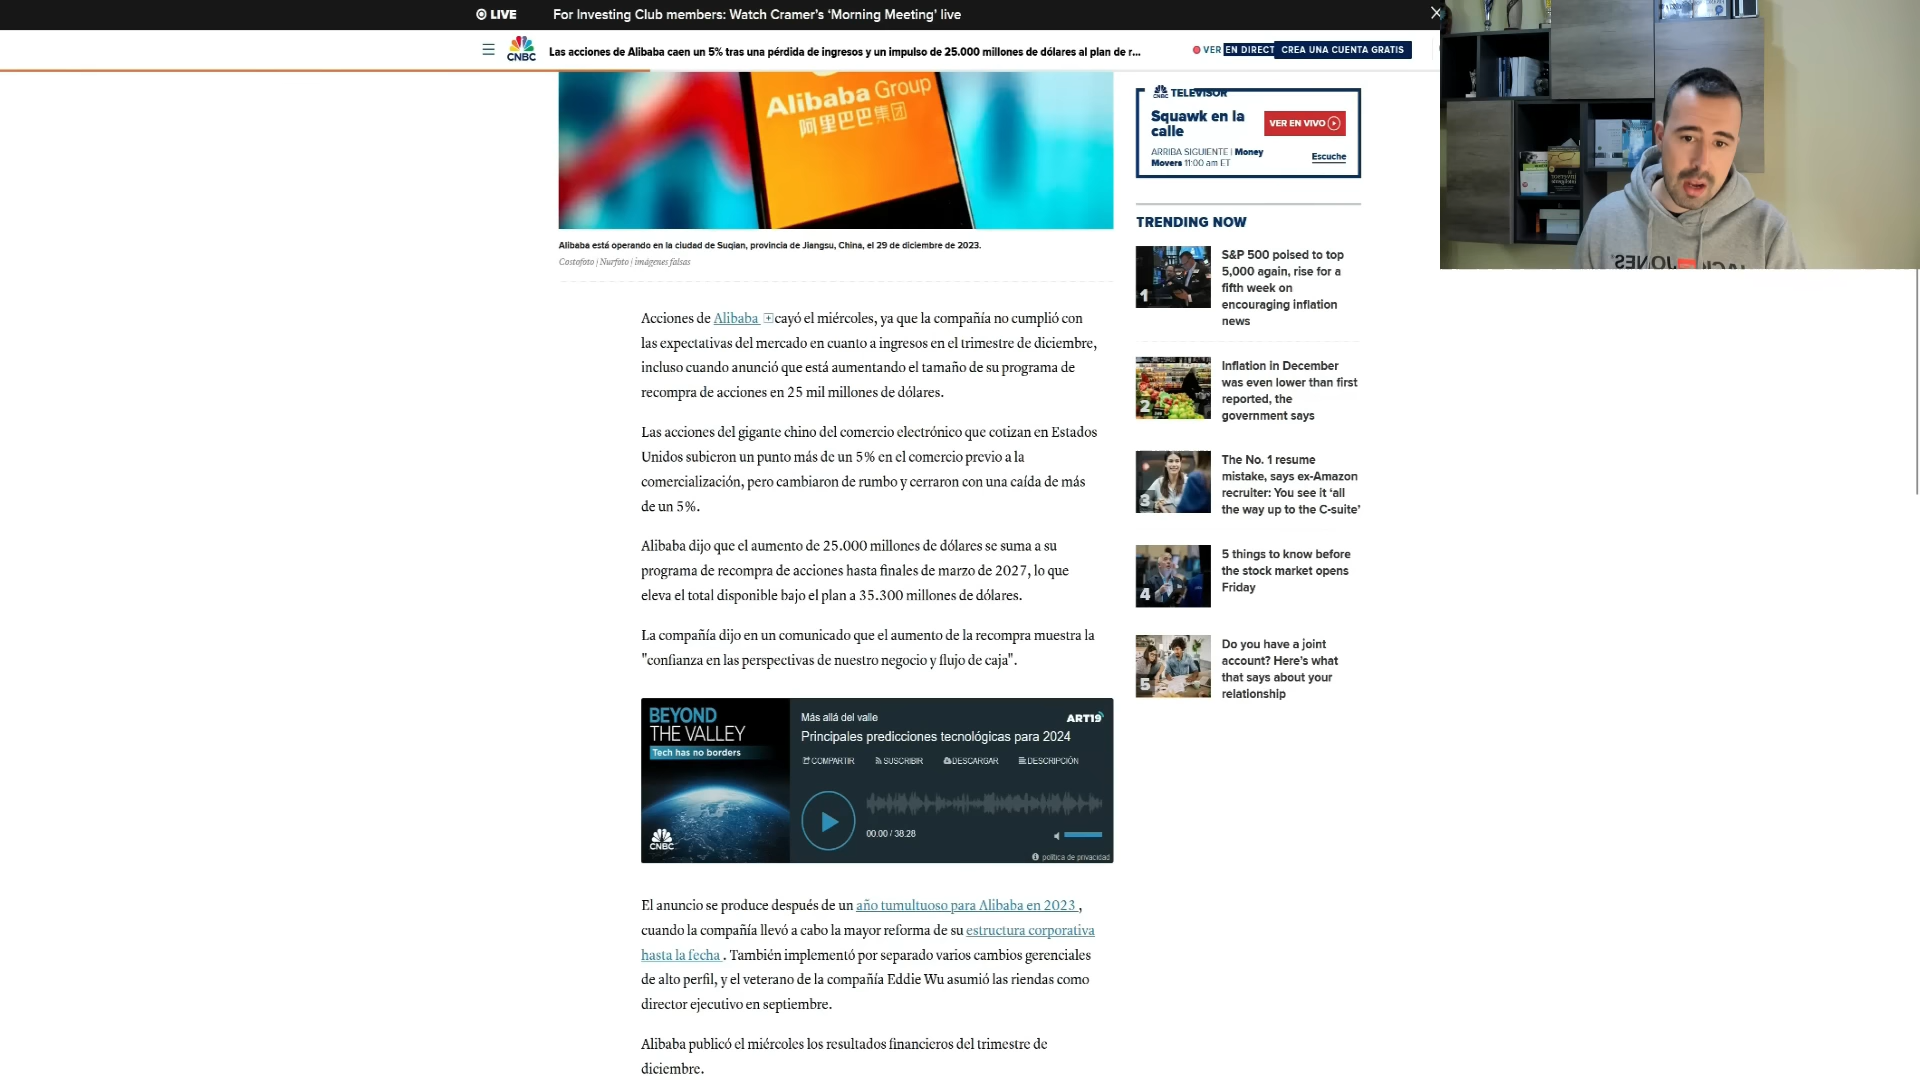 LIVE
For Investing Club members: Watch Cramer's 'Morning Meeting' live
CNBC
Las acciones de Alibaba caen un 5% tras una pérdida de ingresos y un impulso de 25.000 millones de dólares al plan de r...
VER EN DIRECT
CREA UNA CUENTA GRATIS
Alibaba Group
阿里巴巴集团
Alibaba está operando en la ciudad de Suqian, provincia de Jiangsu, China, el 29 de diciembre de 2023.
Costofoto | Nurfoto | imágenes falsas
Acciones de Alibaba cayó el miércoles, ya que la compañía no cumplió con
las expectativas del mercado en cuanto a ingresos en el trimestre de diciembre,
incluso cuando anunció que está aumentando el tamaño de su programa de
recompra de acciones en 25 mil millones de dólares.
Las acciones del gigante chino del comercio electrónico que cotizan en Estados
Unidos subieron un punto más de un 5% en el comercio previo a la
comercialización, pero cambiaron de rumbo y cerraron con una caída de más
de un 5%.
Alibaba dijo que el aumento de 25.000 millones de dólares se suma a su
programa de recompra de acciones hasta finales de marzo de 2027, lo que
eleva el total disponible bajo el plan a 35.300 millones de dólares.
La compañía dijo en un comunicado que el aumento de la recompra muestra la
"confianza en las perspectivas de nuestro negocio y flujo de caja".
BEYOND
THE VALLEY
Tech has no borders
CNBC
Más allá del valle
ART19
Principales predicciones tecnológicas para 2024
COMPARTIR
SUSCRIBIR
DESCARGAR
DESCRIPCIÓN
00:00 / 38:28
política de privacidad
El anuncio se produce después de un año tumultuoso para Alibaba en 2023 ,
cuando la compañía llevó a cabo la mayor reforma de su estructura corporativa
hasta la fecha . También implementó por separado varios cambios gerenciales
de alto perfil, y el veterano de la compañía Eddie Wu asumió las riendas como
director ejecutivo en septiembre.
Alibaba publicó el miércoles los resultados financieros del trimestre de
diciembre.
CNBC TELEVISOR
Squawk en la
calle
VER EN VIVO
ARRIBA SIGUIENTE | Money
Movers 11:00 am ET
Escuche
TRENDING NOW
1
S&P 500 poised to top
5,000 again, rise for a
fifth week on
encouraging inflation
news
2
Inflation in December
was even lower than first
reported, the
government says
3
The No. 1 resume
mistake, says ex-Amazon
recruiter: You see it 'all
the way up to the C-suite'
4
5 things to know before
the stock market opens
Friday
5
Do you have a joint
account? Here's what
that says about your
relationship